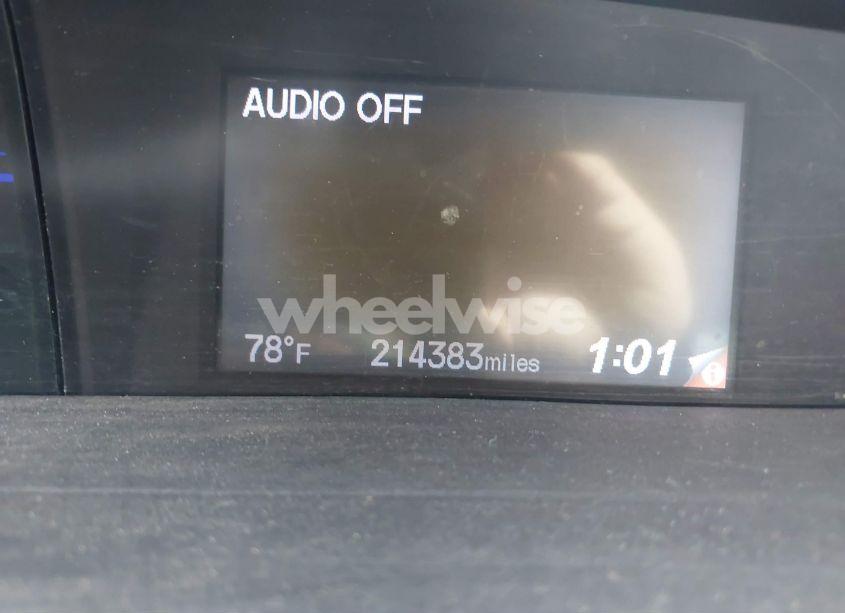 AUDIO OFF
wheelwise
78°F 214383miles 1:01
i